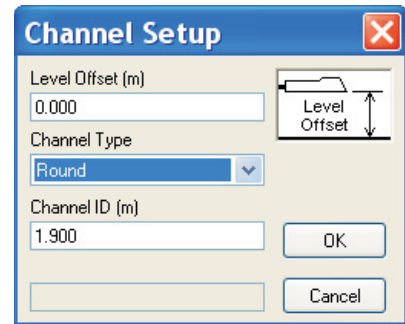 Channel Setup
Level Offset (m)
0.000
Level
Offset
Channel Type
Round
Channel ID (m)
1.900
OK
Cancel